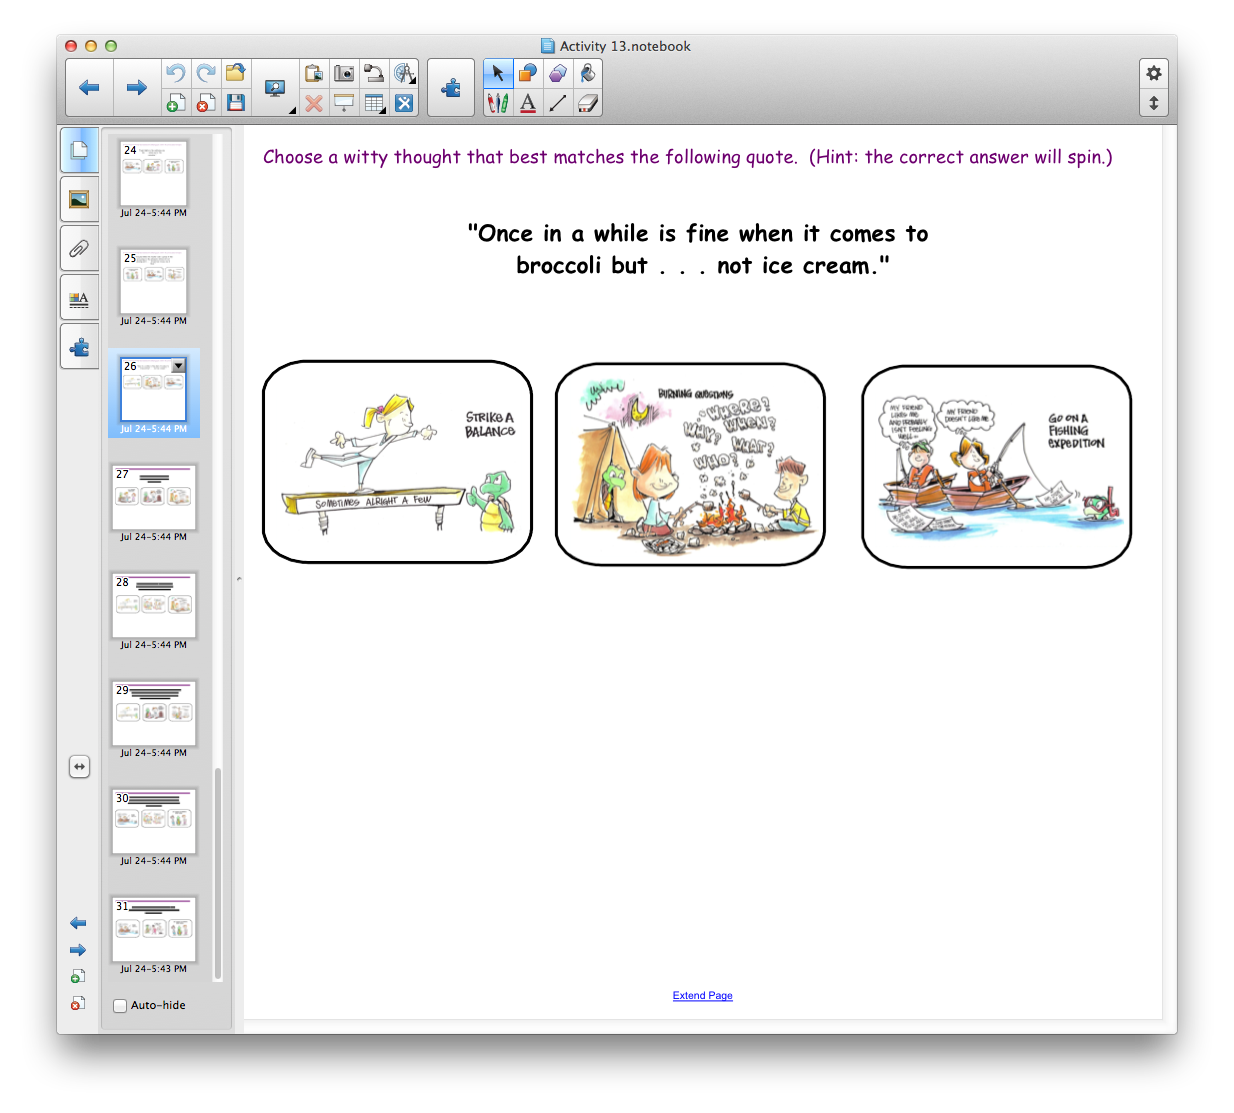 Activity 13.notebook
24
Jul 24-5:44 PM
25
Jul 24-5:44 PM
26
Jul 24-5:44 PM
27
Jul 24-5:44 PM
28
Jul 24-5:44 PM
29
Jul 24-5:44 PM
30
Jul 24-5:44 PM
31
Jul 24-5:43 PM
Auto-hide
Choose a witty thought that best matches the following quote. (Hint: the correct answer will spin.)
"Once in a while is fine when it comes to
broccoli but . . . not ice cream."
STRIKE A
BALANCE
SOMETIMES ALRIGHT A FEW
BURNING QUESTIONS
WHERE?
WHEN?
WHY?
WHAT?
WHO?
MY FRIEND
LIKES ME
AND PROBABLY
ISN'T FEELING
WELL-
MY FRIEND
DOESN'T LIKE ME
GO ON A
FISHING
EXPEDITION
Extend Page